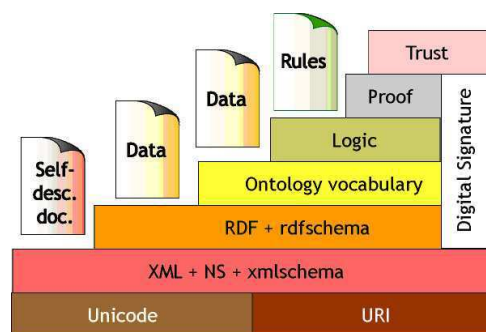 Trust
Rules
Proof
Data
Logic
Digital Signature
Data
Ontology vocabulary
Self-
desc.
doc.
RDF + rdfschema
XML + NS + xmlschema
Unicode
URI